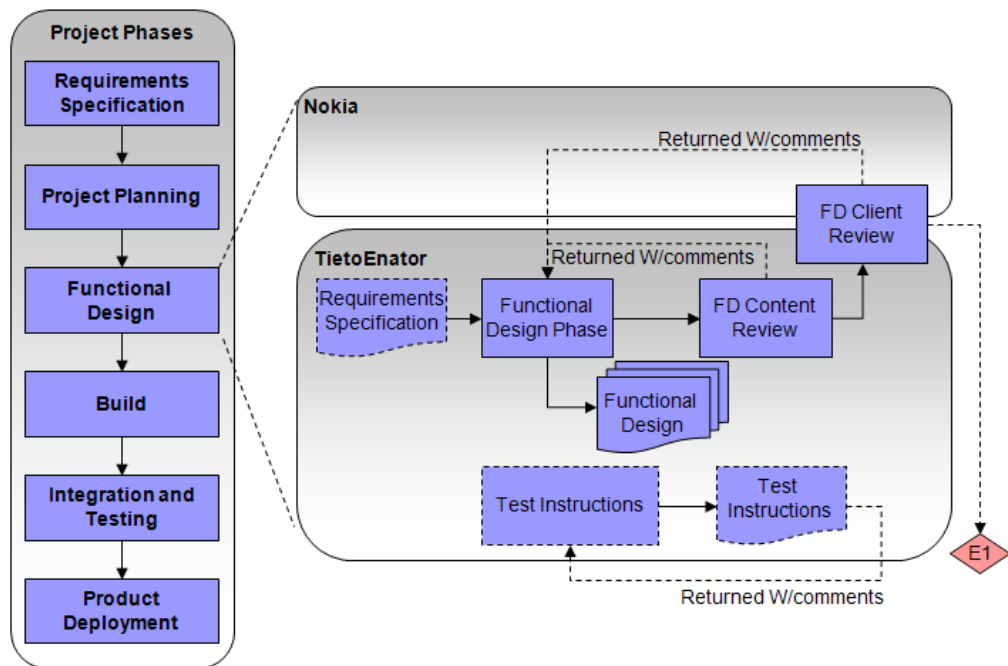 Project Phases
Requirements
Specification
Project Planning
Functional
Design
Build
Integration and
Testing
Product
Deployment
Nokia
Returned W/comments
FD Client
Review
TietoEnator
Returned W/comments
Requirements
Specification
Functional
Design Phase
FD Content
Review
Functional
Design
Test Instructions
Test
Instructions
E1
Returned W/comments